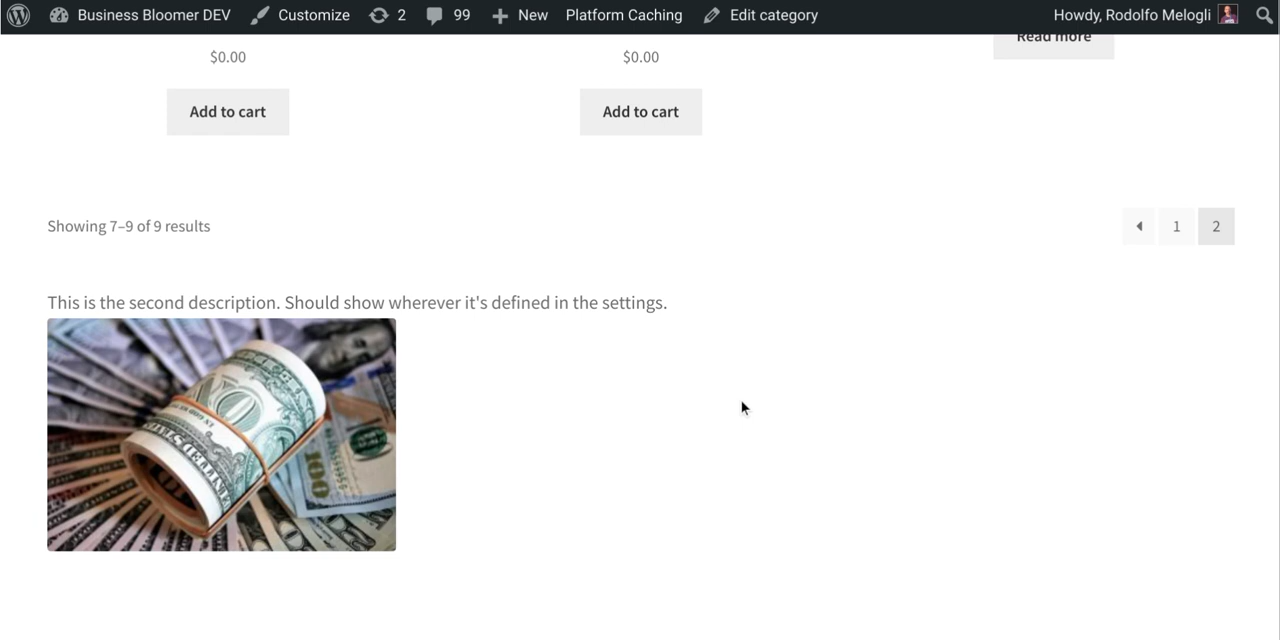 Business Bloomer DEV Customize 2 99 New Platform Caching Edit category Howdy, Rodolfo Melogli
Read more
$0.00 $0.00
Add to cart Add to cart
Showing 7–9 of 9 results 1 2
This is the second description. Should show wherever it's defined in the settings.
100